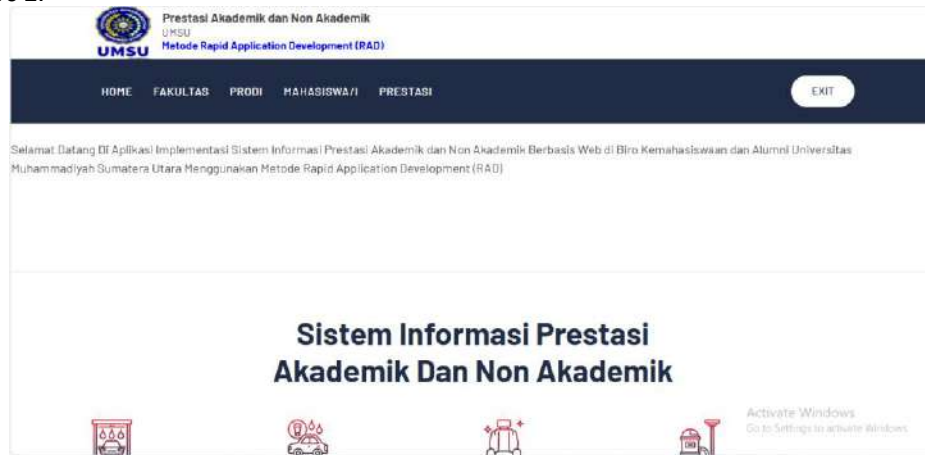 Prestasi Akademik dan Non Akademik
UMSU
UMSU
Metode Rapid Application Development (RAD)
HOME FAKULTAS PRODI MAHASISWA/I PRESTASI EXIT
Selamat Datang DI Aplikasi Implementasi Sistem Informasi Prestasi Akademik dan Non Akademik Berbasis Web di Biro Kemahasiswaan dan Alumni Universitas
Muhammadiyah Sumatera Utara Menggunakan Metode Rapid Application Development (RAD)
Sistem Informasi Prestasi
Akademik Dan Non Akademik
Activate Windows
Go to Settings to activate Windows.